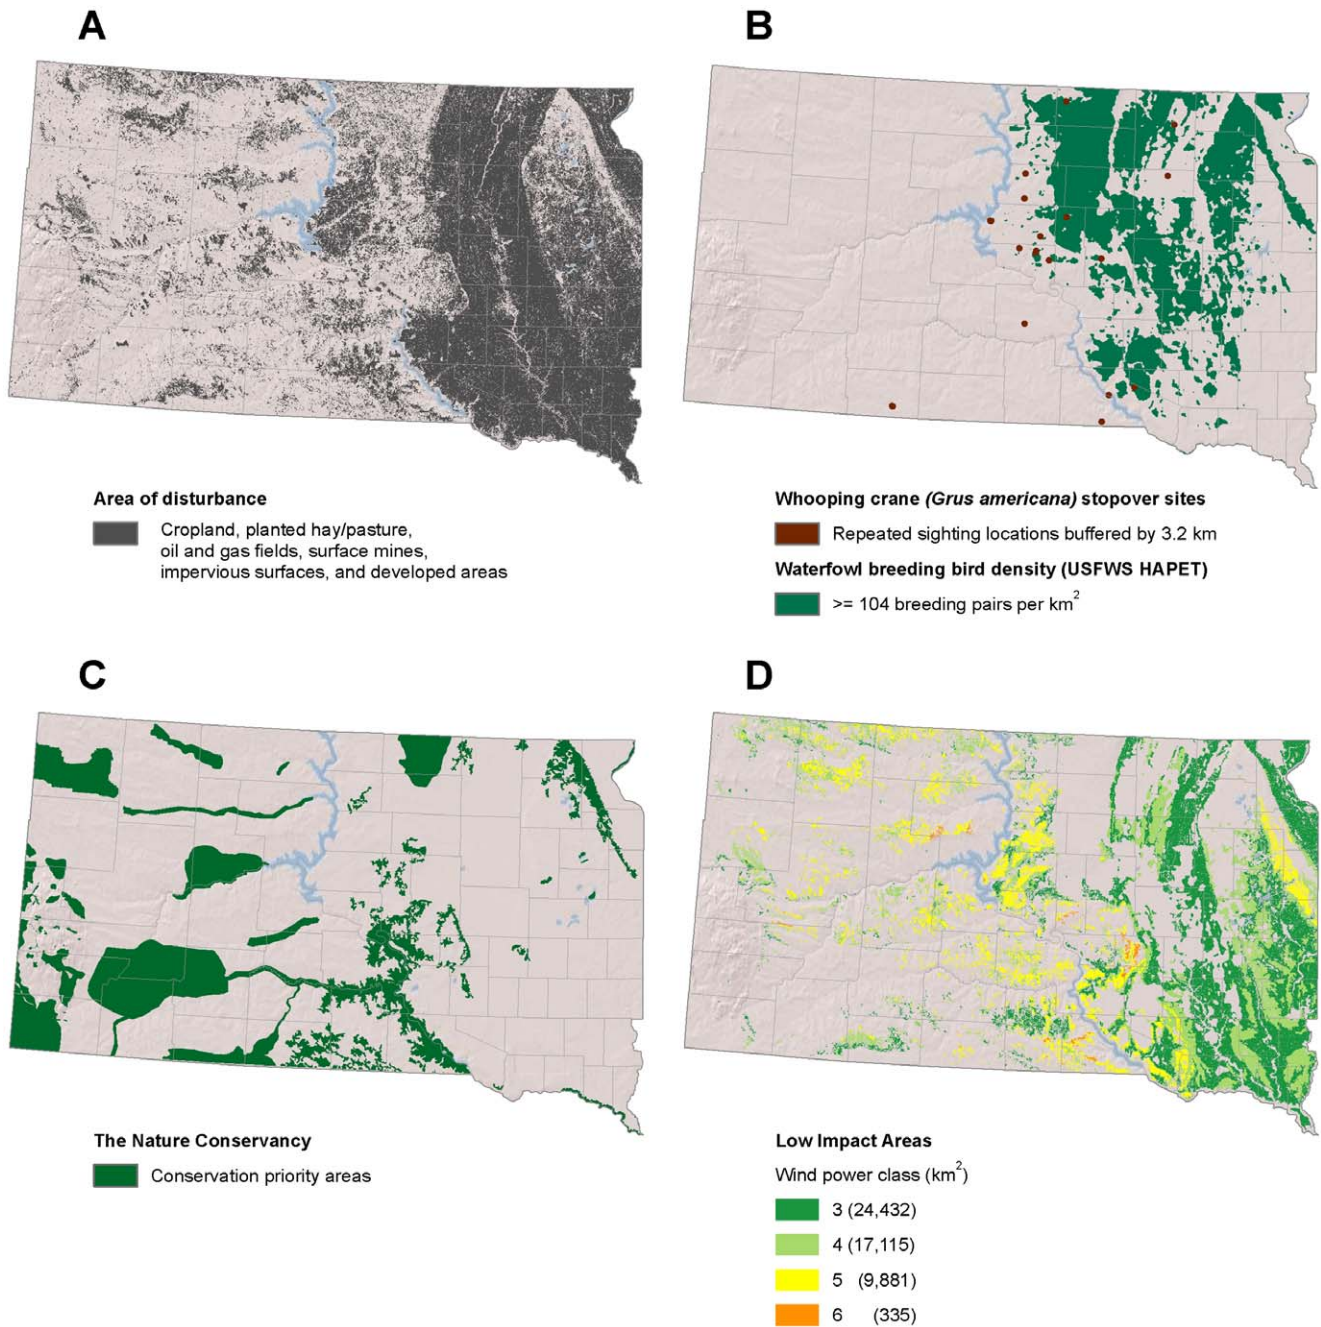 A
B
Area of disturbance
Cropland, planted hay/pasture,
oil and gas fields, surface mines,
impervious surfaces, and developed areas
Whooping crane (Grus americana) stopover sites
Repeated sighting locations buffered by 3.2 km
Waterfowl breeding bird density (USFWS HAPET)
>= 104 breeding pairs per km²
C
D
The Nature Conservancy
Conservation priority areas
Low Impact Areas
Wind power class (km²)
3 (24,432)
4 (17,115)
5 (9,881)
6 (335)